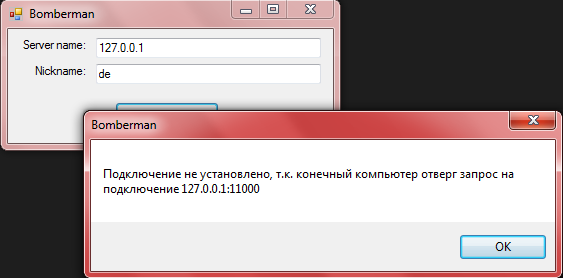 Bomberman
Server name: 127.0.0.1
Nickname: de
Bomberman
Подключение не установлено, т.к. конечный компьютер отверг запрос на
подключение 127.0.0.1:11000
OK